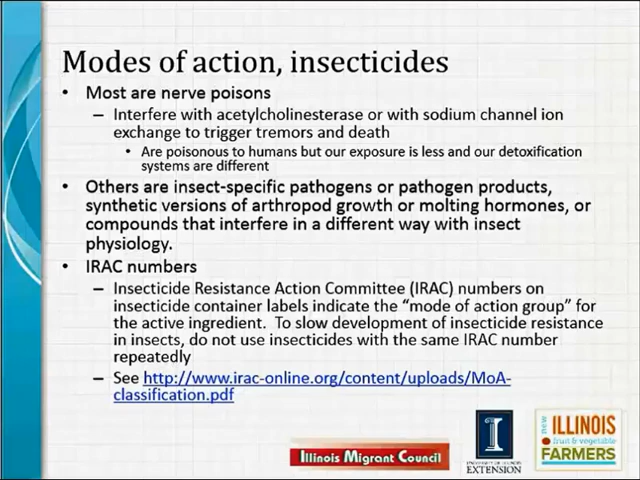 Modes of action, insecticides
• Most are nerve poisons
– Interfere with acetylcholinesterase or with sodium channel ion
exchange to trigger tremors and death
• Are poisonous to humans but our exposure is less and our detoxification
systems are different
• Others are insect-specific pathogens or pathogen products,
synthetic versions of arthropod growth or molting hormones, or
compounds that interfere in a different way with insect
physiology.
• IRAC numbers
– Insecticide Resistance Action Committee (IRAC) numbers on
insecticide container labels indicate the “mode of action group” for
the active ingredient. To slow development of insecticide resistance
in insects, do not use insecticides with the same IRAC number
repeatedly
– See http://www.irac-online.org/content/uploads/MoA-
classification.pdf
Illinois Migrant Council
I
UNIVERSITY OF ILLINOIS
EXTENSION
new
ILLINOIS
fruit & vegetable
FARMERS